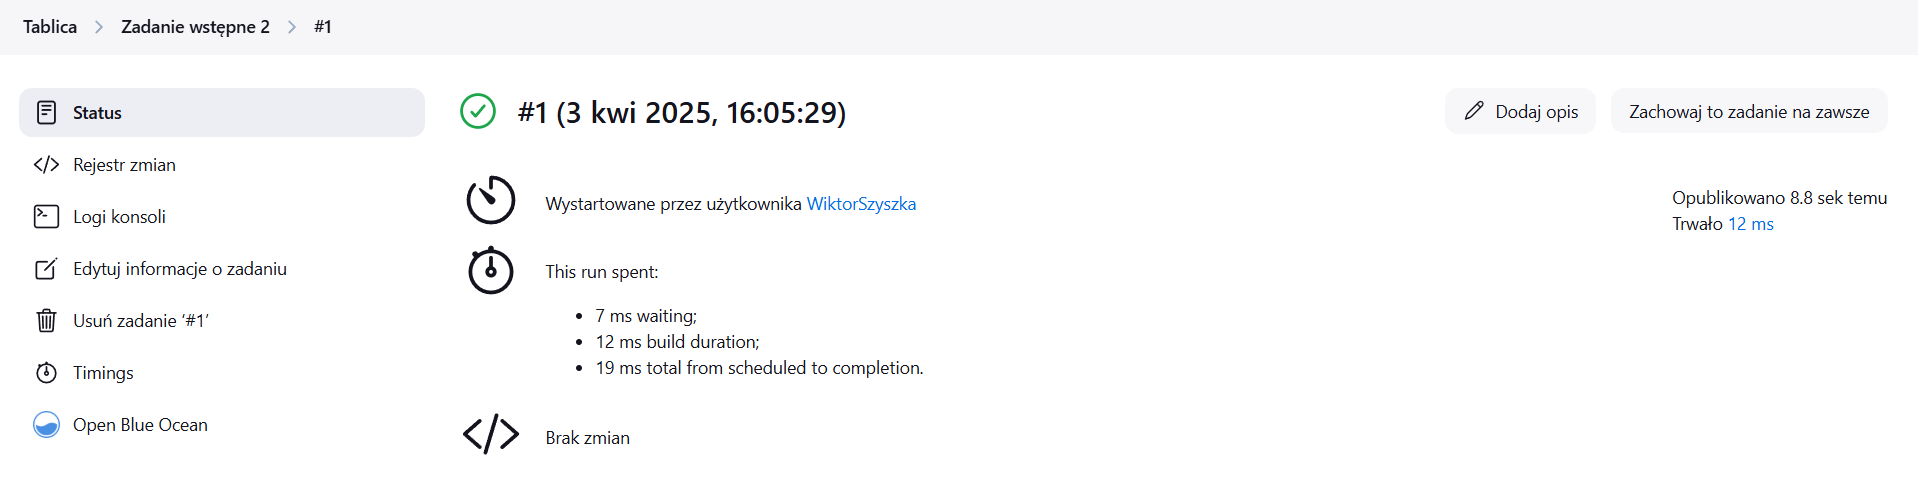 Tablica > Zadanie wstępne 2 > #1
Status
Rejestr zmian
Logi konsoli
Edytuj informacje o zadaniu
Usuń zadanie ‘#1’
Timings
Open Blue Ocean
#1 (3 kwi 2025, 16:05:29)
Dodaj opis
Zachowaj to zadanie na zawsze
Wystartowane przez użytkownika WiktorSzyszka
Opublikowano 8.8 sek temu
Trwało 12 ms
This run spent:
• 7 ms waiting;
• 12 ms build duration;
• 19 ms total from scheduled to completion.
Brak zmian